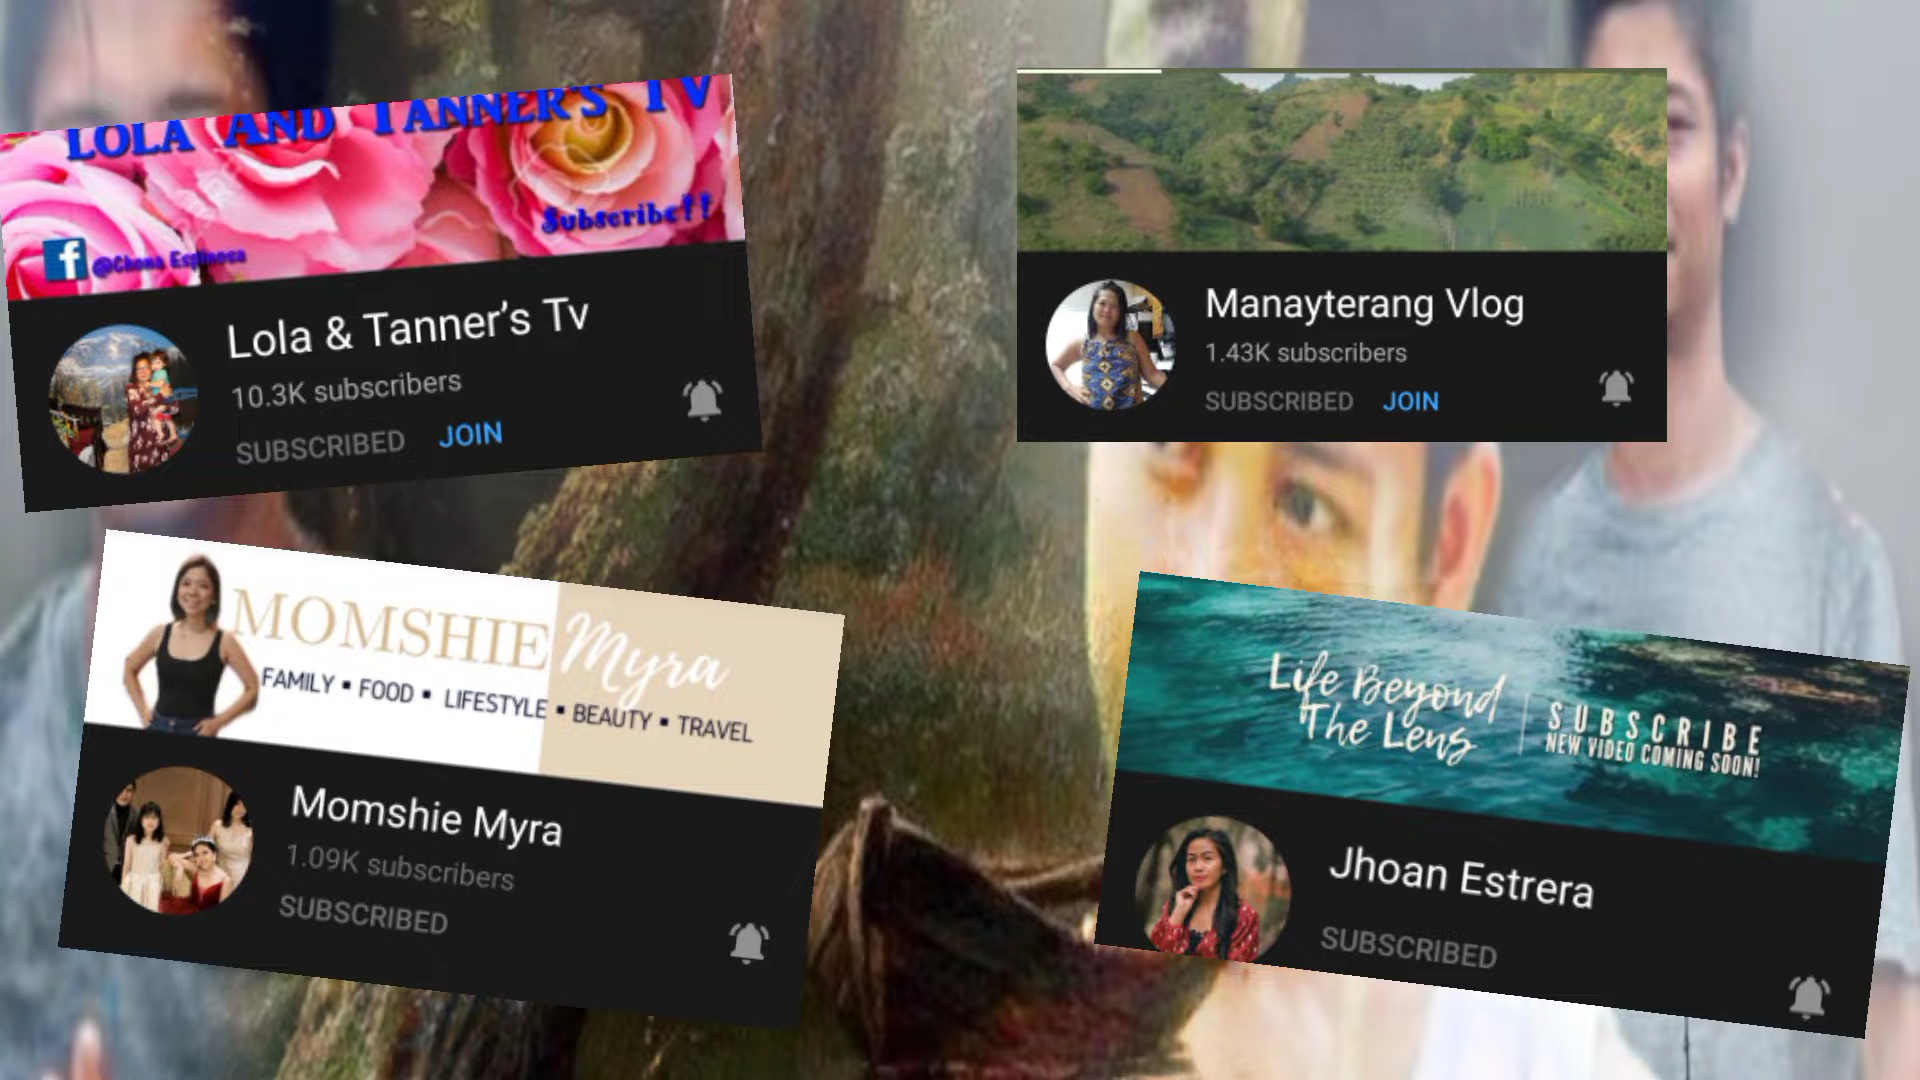 LOLA AND TANNER'S TV
Subscribe!!
@Chona Espinosa
Lola & Tanner's Tv
10.3K subscribers
SUBSCRIBED JOIN
Manayterang Vlog
1.43K subscribers
SUBSCRIBED JOIN
MOMSHIE Myra
FAMILY ▪ FOOD ▪ LIFESTYLE ▪ BEAUTY ▪ TRAVEL
Momshie Myra
1.09K subscribers
SUBSCRIBED
Life Beyond
The Lens
SUBSCRIBE
NEW VIDEO COMING SOON!
Jhoan Estrera
SUBSCRIBED